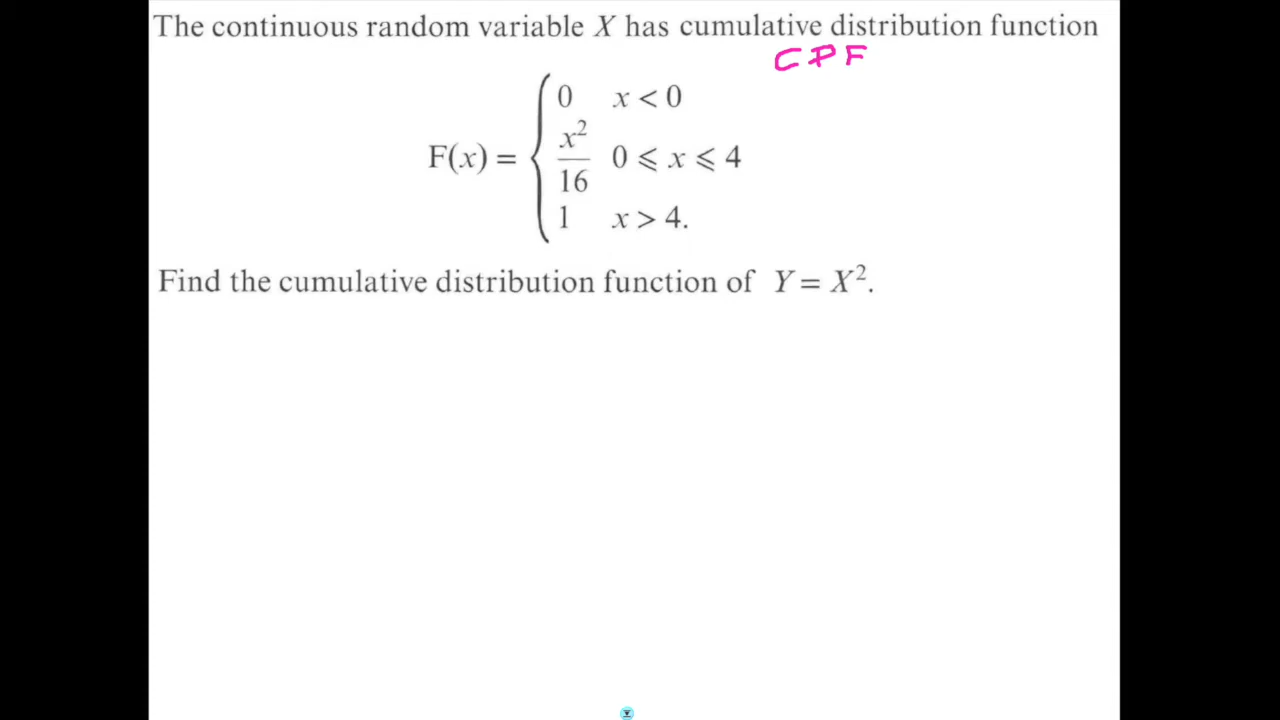 The continuous random variable X has cumulative distribution function
CDF
F(x) = { 0 x < 0
x²/16 0 ⩽ x ⩽ 4
1 x > 4.
Find the cumulative distribution function of Y = X².